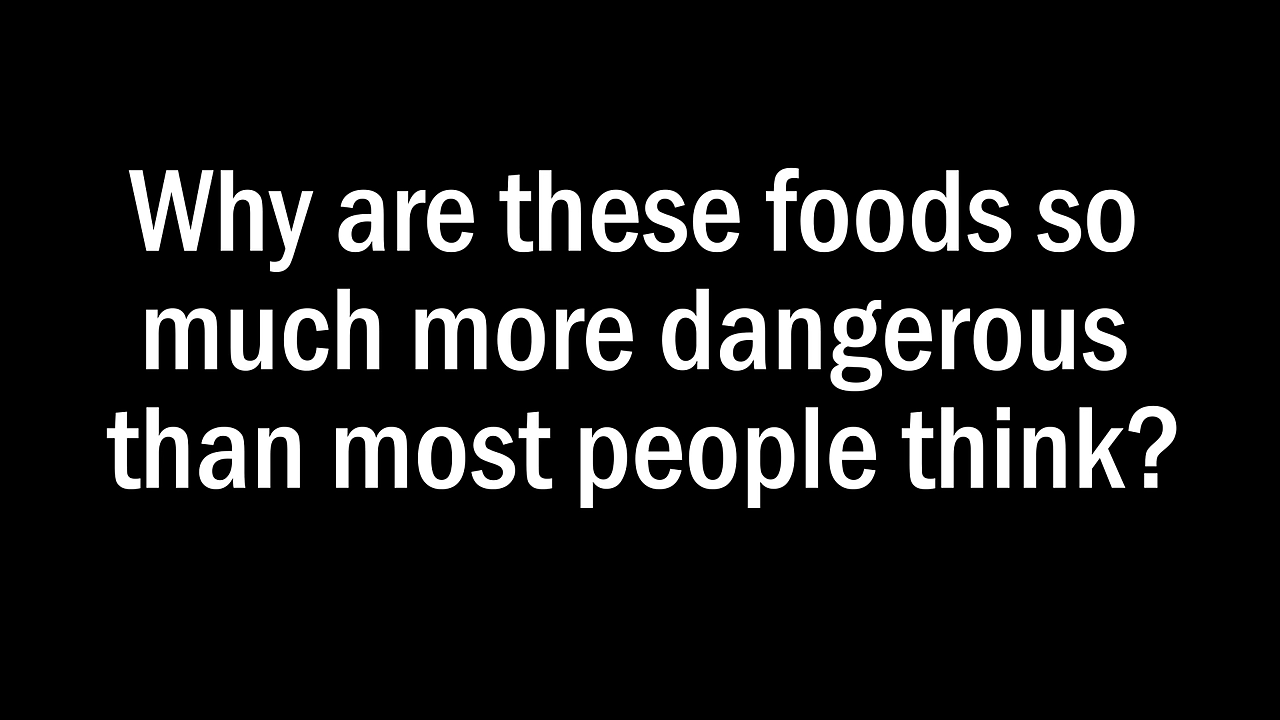 Why are these foods so
much more dangerous
than most people think?